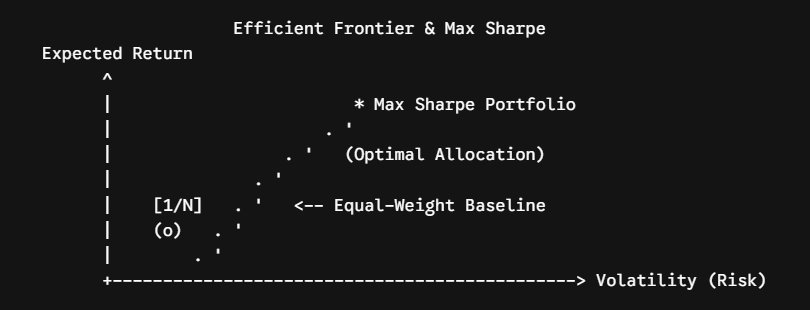 Efficient Frontier & Max Sharpe
Expected Return
^
| * Max Sharpe Portfolio
| . '
| . ' (Optimal Allocation)
| . '
| [1/N] . ' <-- Equal-Weight Baseline
| (o) . '
| . '
+-----------------------------------------------> Volatility (Risk)